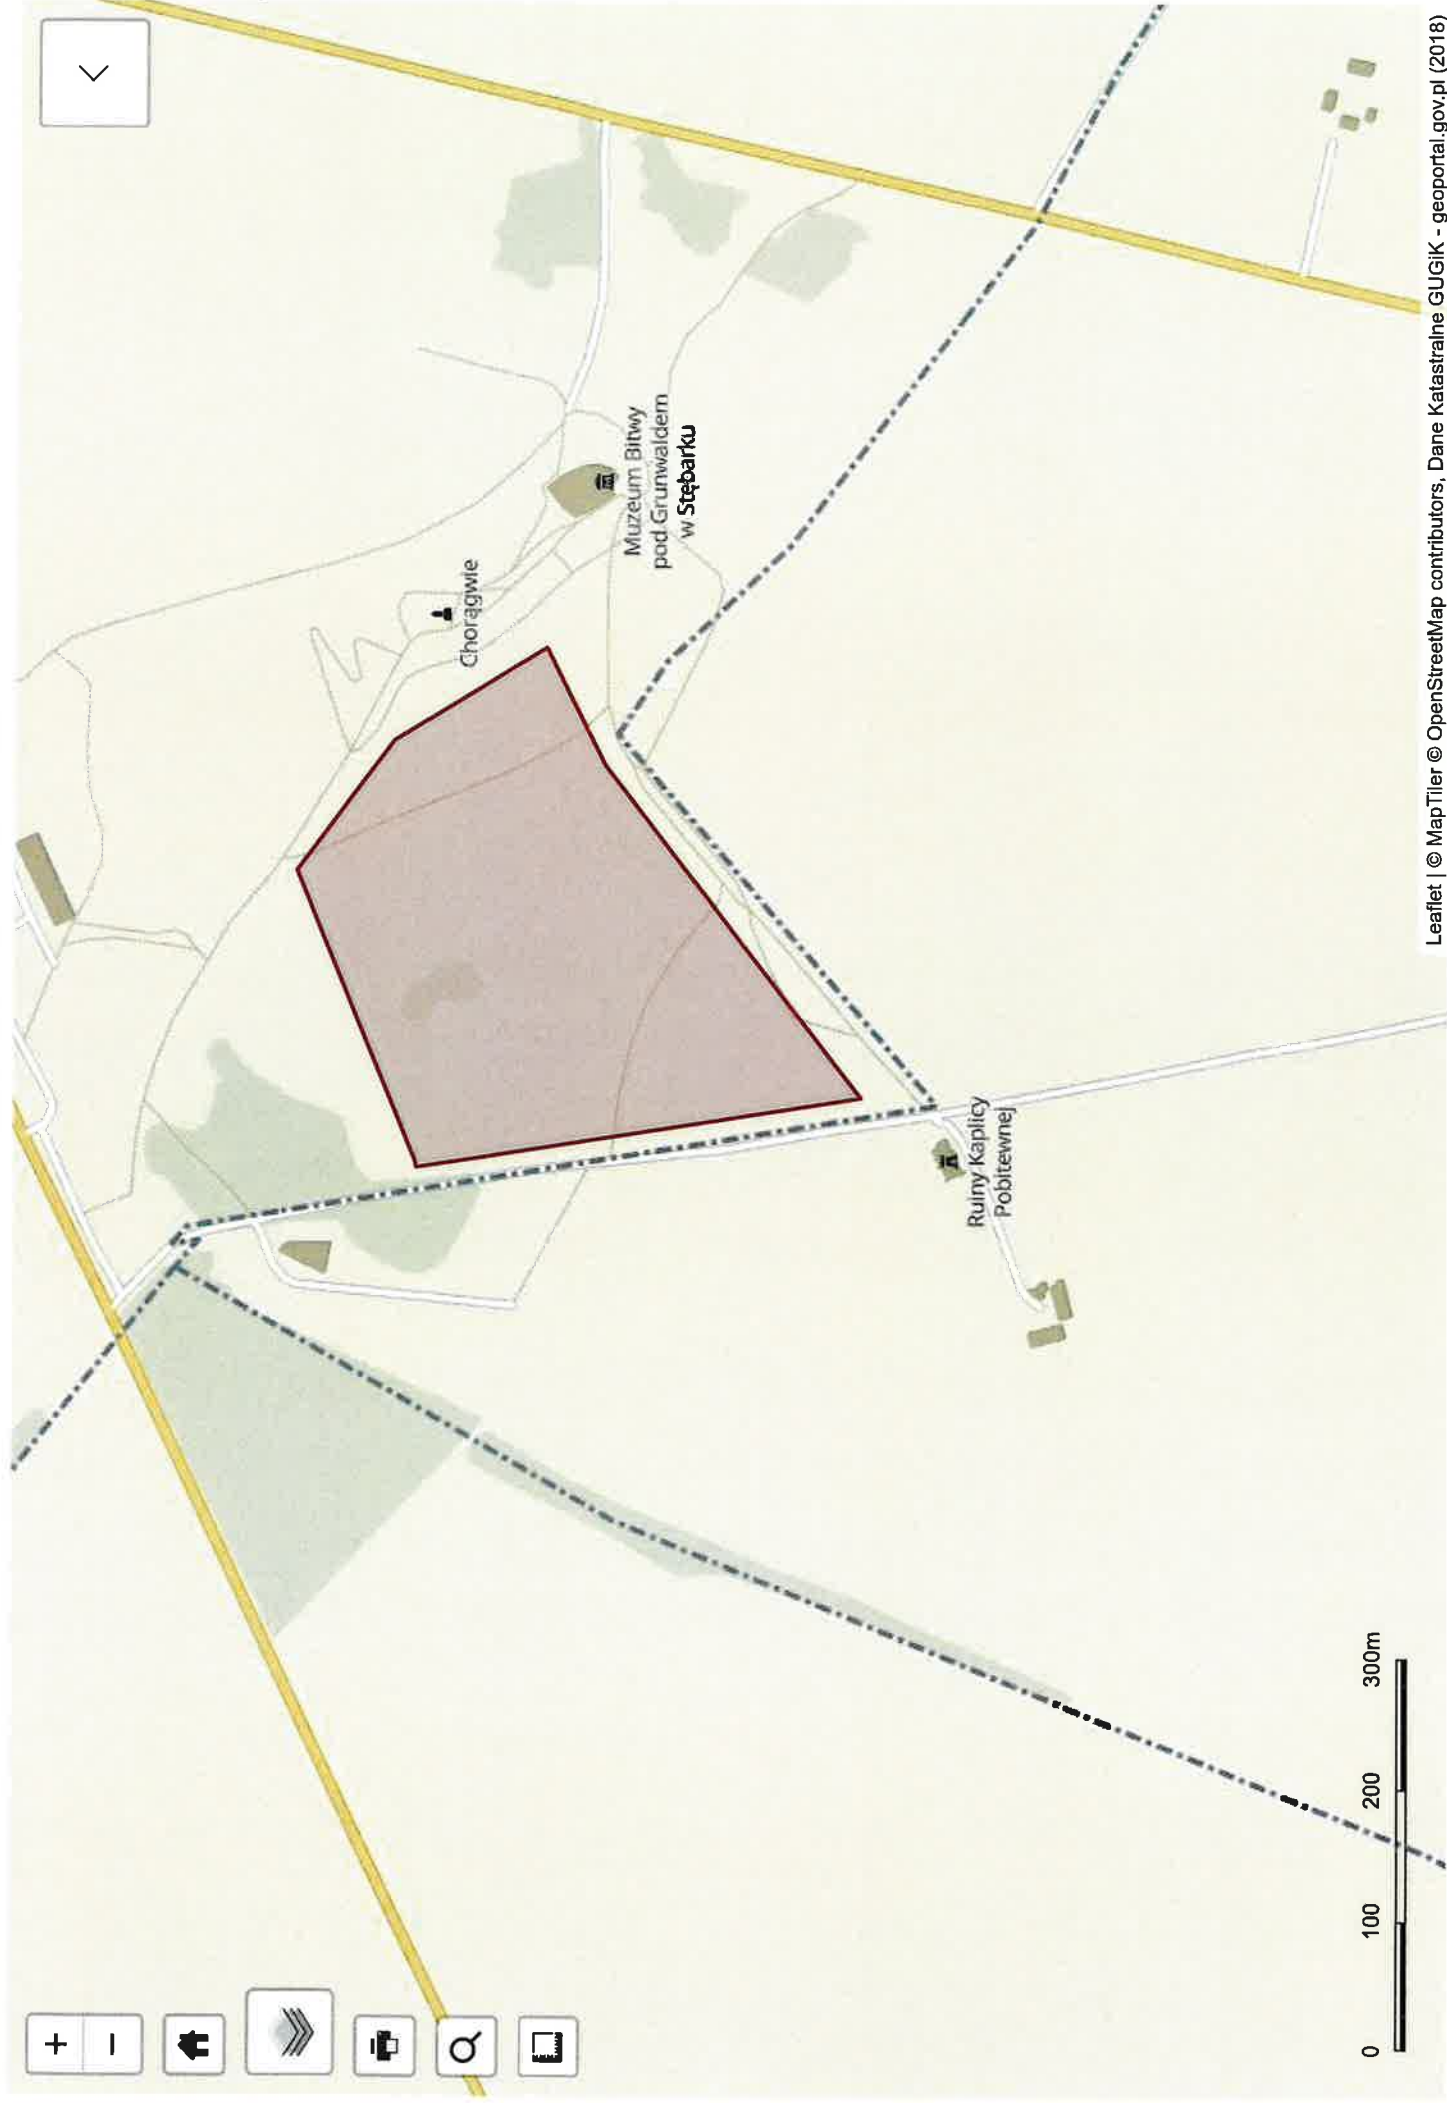 +
−
Chorągwie
Muzeum Bitwy
pod Grunwaldem
w Stębarku
Ruiny Kaplicy
Pobitewnej
0 100 200 300m
Leaflet | © MapTiler © OpenStreetMap contributors, Dane Katastralne GUGiK - geoportal.gov.pl (2018)